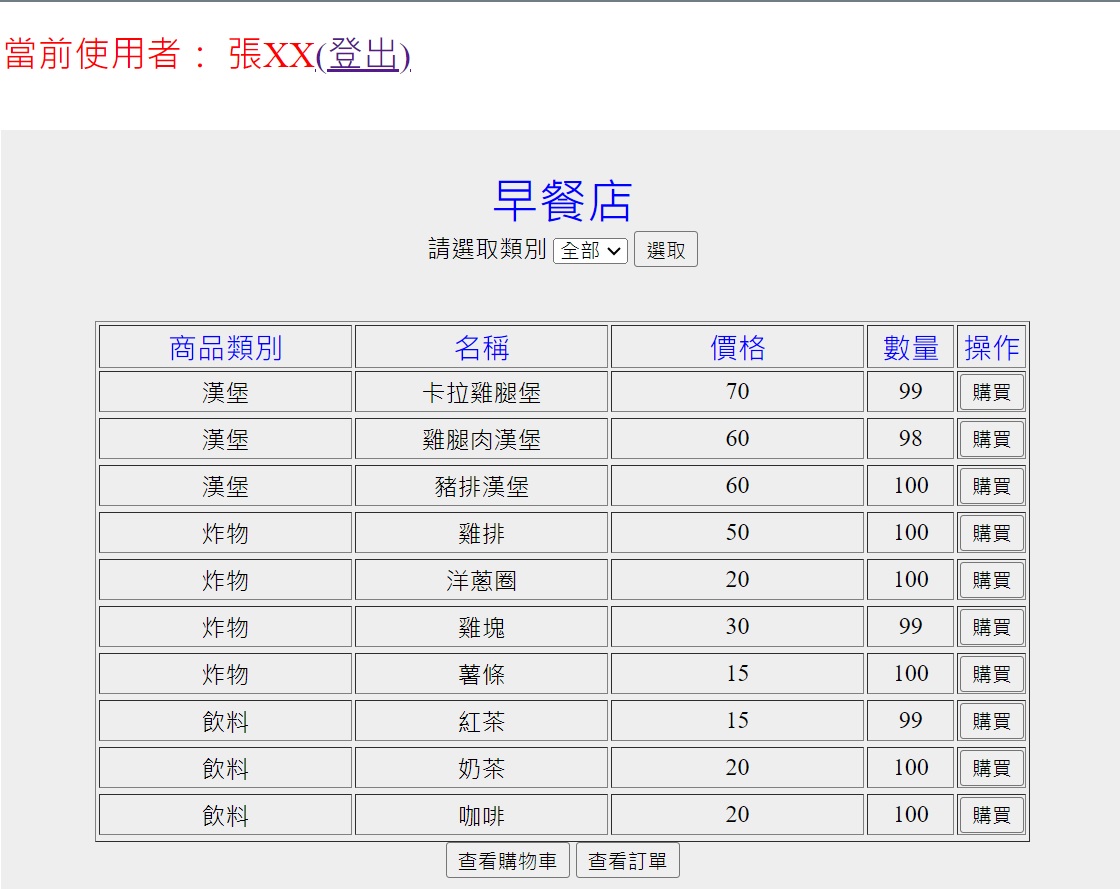 當前使用者： 張XX(登出)
早餐店
請選取類別 全部 選取
商品類別 名稱 價格 數量 操作
漢堡 卡拉雞腿堡 70 99 購買
漢堡 雞腿肉漢堡 60 98 購買
漢堡 豬排漢堡 60 100 購買
炸物 雞排 50 100 購買
炸物 洋蔥圈 20 100 購買
炸物 雞塊 30 99 購買
炸物 薯條 15 100 購買
飲料 紅茶 15 99 購買
飲料 奶茶 20 100 購買
飲料 咖啡 20 100 購買
查看購物車 查看訂單